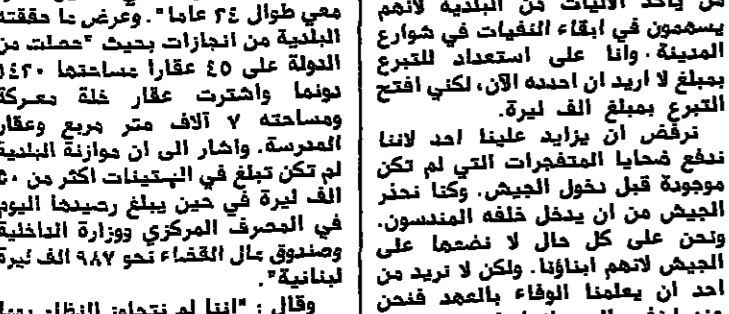 من يأخذ الآليات من البلدية لانهم
يسهمون في ابقاء النفيات في شوارع
المدينة. وانا على استعداد للتبرع
بمبلغ لا اريد ان احدده الآن، لكني افتح
التبرع بمبلغ الف ليرة.
نرفض ان يزايد علينا احد لاننا
ندفع ضحايا المتفجرات التي لم تكن
موجودة قبل دخول الجيش. وكنا نحذر
الجيش من ان يدخل خلفه المندسون.
ونحن على كل حال لا نضعها على
الجيش لانهم ابناؤنا. ولكن لا نريد من
احد ان يعلمنا الوفاء بالعهد فنحن
معي طوال ٢٤ عاما". وعرض ما حققته
البلدية من انجازات بحيث "حصلت من
الدولة على ٤٥ عقارا مساحتها ١٤٢٠
دونما واشترت عقار خلة معركة
ومساحته ٧ آلاف متر مربع وعقار
المدرسة. واشار الى ان موازنة البلدية
لم تكن تبلغ في الستينات اكثر من ٥٠
الف ليرة في حين يبلغ رصيدها اليوم
في المصرف المركزي ووزارة الداخلية
وصندوق مال القضاء نحو ٩٨٧ الف ليرة
لبنانية".
وقال: "اننا لم نتجاوز النظام